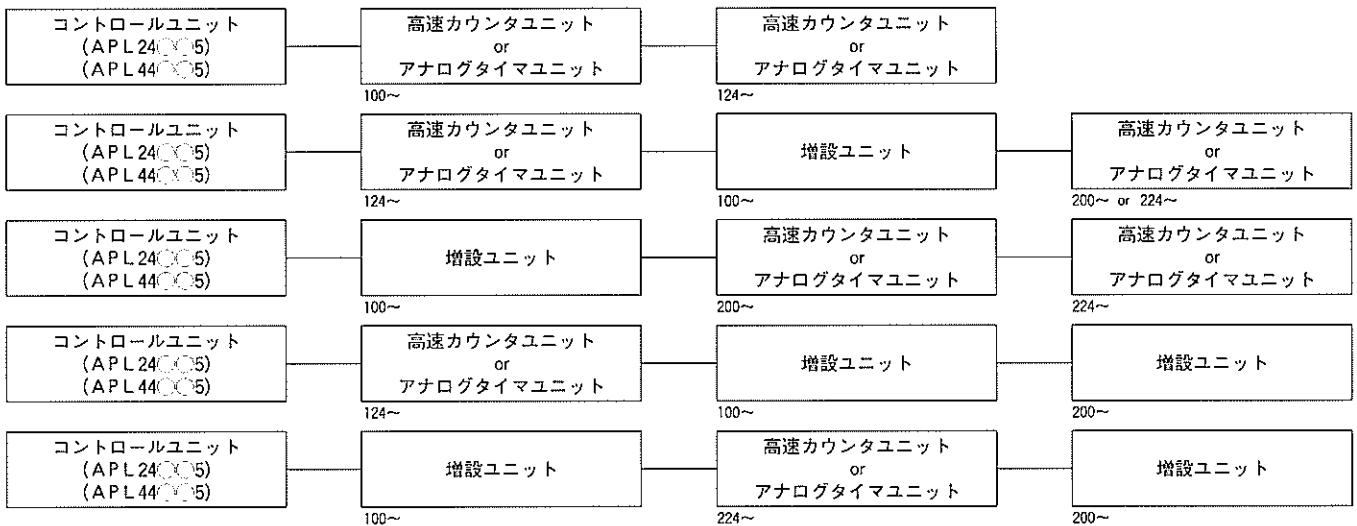 コントロールユニット
(APL24○○5)
(APL44○○5)
高速カウンタユニット
or
アナログタイマユニット
100~
高速カウンタユニット
or
アナログタイマユニット
124~
コントロールユニット
(APL24○○5)
(APL44○○5)
高速カウンタユニット
or
アナログタイマユニット
124~
増設ユニット
100~
高速カウンタユニット
or
アナログタイマユニット
200~ or 224~
コントロールユニット
(APL24○○5)
(APL44○○5)
増設ユニット
100~
高速カウンタユニット
or
アナログタイマユニット
200~
高速カウンタユニット
or
アナログタイマユニット
224~
コントロールユニット
(APL24○○5)
(APL44○○5)
高速カウンタユニット
or
アナログタイマユニット
124~
増設ユニット
100~
増設ユニット
200~
コントロールユニット
(APL24○○5)
(APL44○○5)
増設ユニット
100~
高速カウンタユニット
or
アナログタイマユニット
224~
増設ユニット
200~